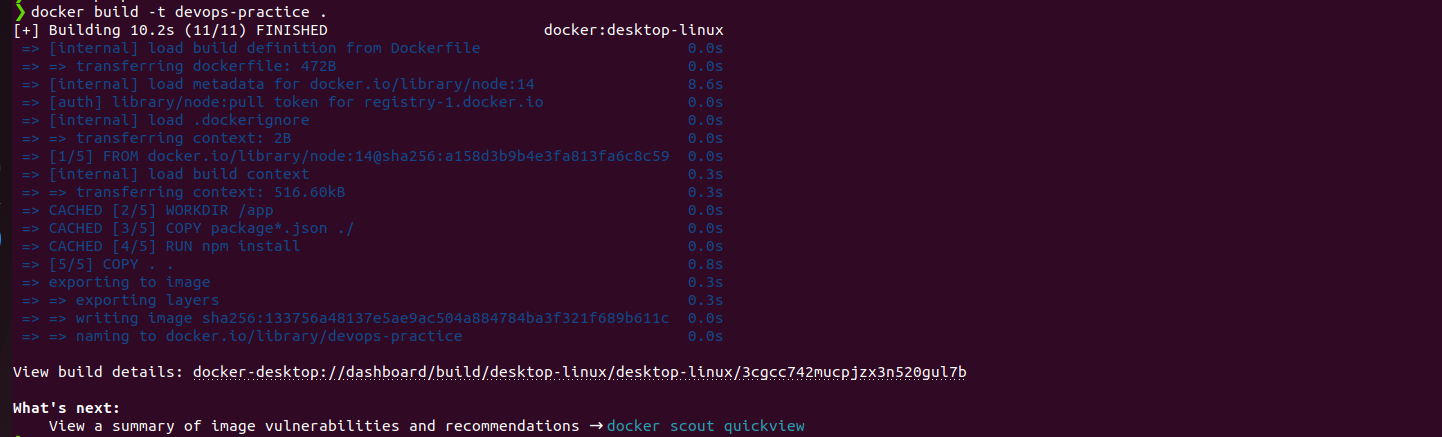 ❯ docker build -t devops-practice .
[+] Building 10.2s (11/11) FINISHED docker:desktop-linux
=> [internal] load build definition from Dockerfile 0.0s
=> => transferring dockerfile: 472B 0.0s
=> [internal] load metadata for docker.io/library/node:14 8.6s
=> [auth] library/node:pull token for registry-1.docker.io 0.0s
=> [internal] load .dockerignore 0.0s
=> => transferring context: 2B 0.0s
=> [1/5] FROM docker.io/library/node:14@sha256:a158d3b9b4e3fa813fa6c8c59 0.0s
=> [internal] load build context 0.3s
=> => transferring context: 516.60kB 0.3s
=> CACHED [2/5] WORKDIR /app 0.0s
=> CACHED [3/5] COPY package*.json ./ 0.0s
=> CACHED [4/5] RUN npm install 0.0s
=> [5/5] COPY . . 0.8s
=> exporting to image 0.3s
=> => exporting layers 0.3s
=> => writing image sha256:133756a48137e5ae9ac504a884784ba3f321f689b611c 0.0s
=> => naming to docker.io/library/devops-practice 0.0s
View build details: docker-desktop://dashboard/build/desktop-linux/desktop-linux/3cgcc742mucpjzx3n520gul7b
What's next:
View a summary of image vulnerabilities and recommendations → docker scout quickview